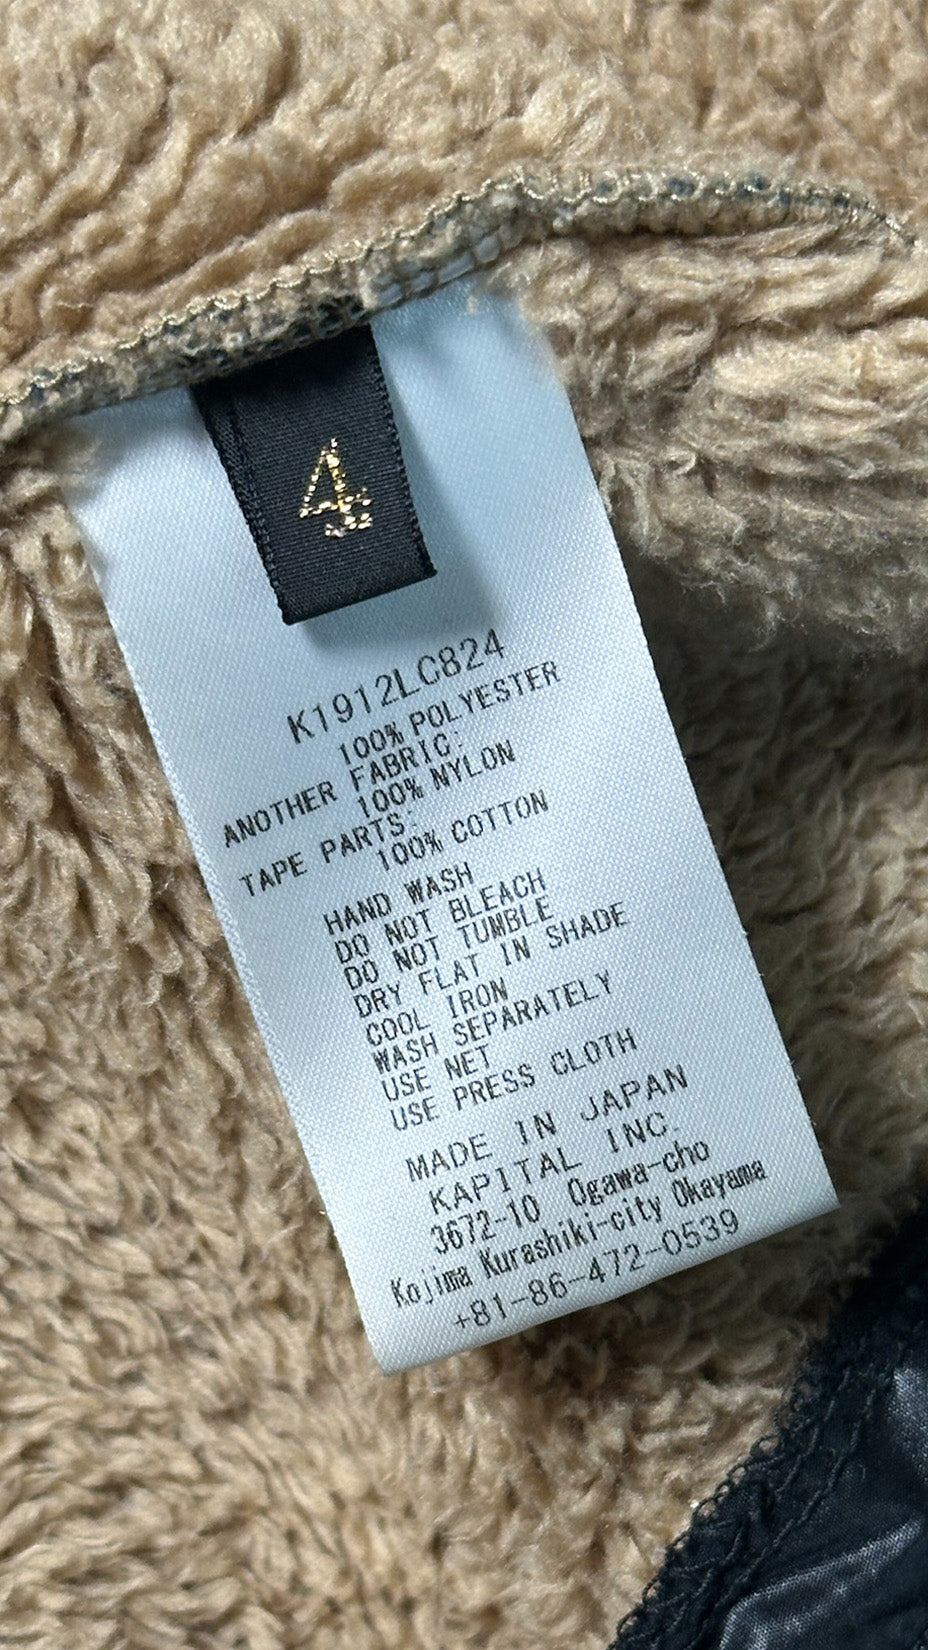 4
K1912LC824
100% POLYESTER
ANOTHER FABRIC:
100% NYLON
TAPE PARTS:
100% COTTON
HAND WASH
DO NOT BLEACH
DO NOT TUMBLE
DRY FLAT IN SHADE
COOL IRON
WASH SEPARATELY
USE NET
USE PRESS CLOTH
MADE IN JAPAN
KAPITAL INC.
3672-10 Ogawa-cho
Kojima Kurashiki-city Okayama
+81-86-472-0539